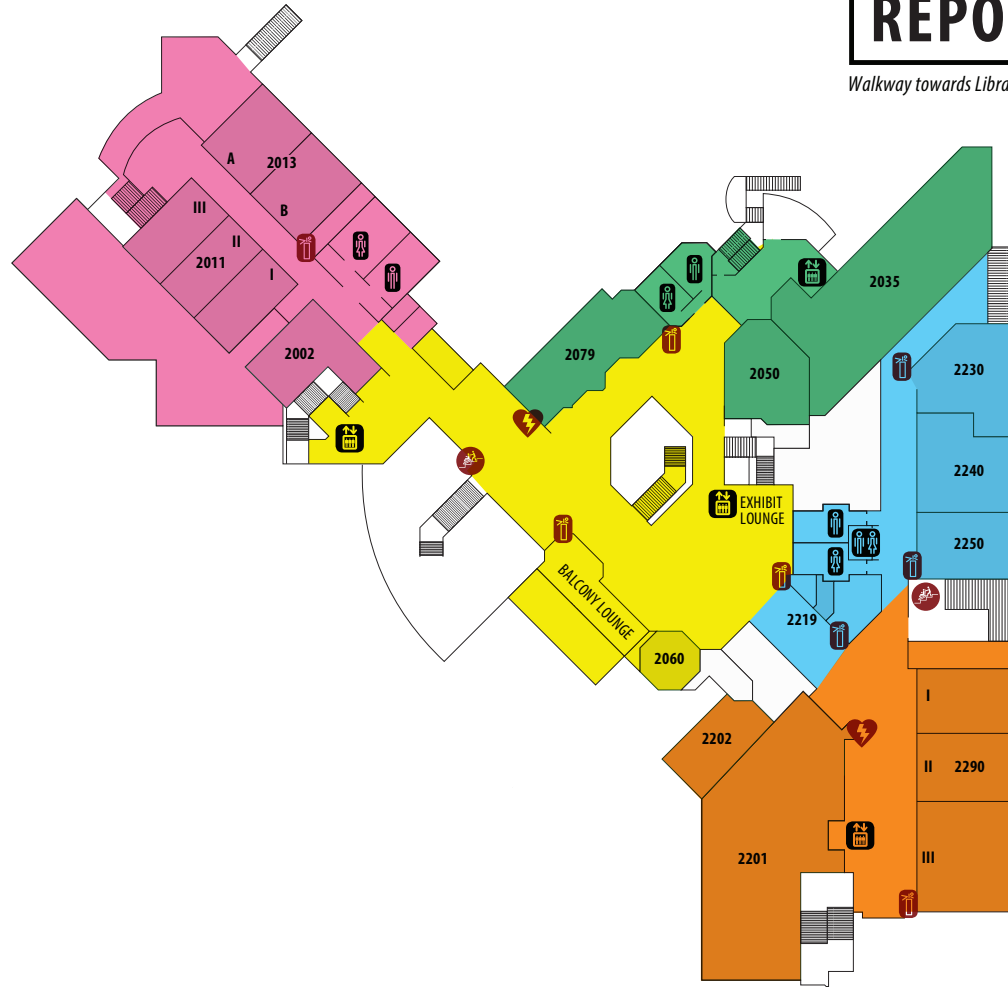 REPO
Walkway towards Libra
A
2013
B
III
II
2011
I
2002
2035
2079
2050
2230
2240
2250
EXHIBIT
LOUNGE
BALCONY LOUNGE
2219
2060
2202
I
II
2290
2201
III